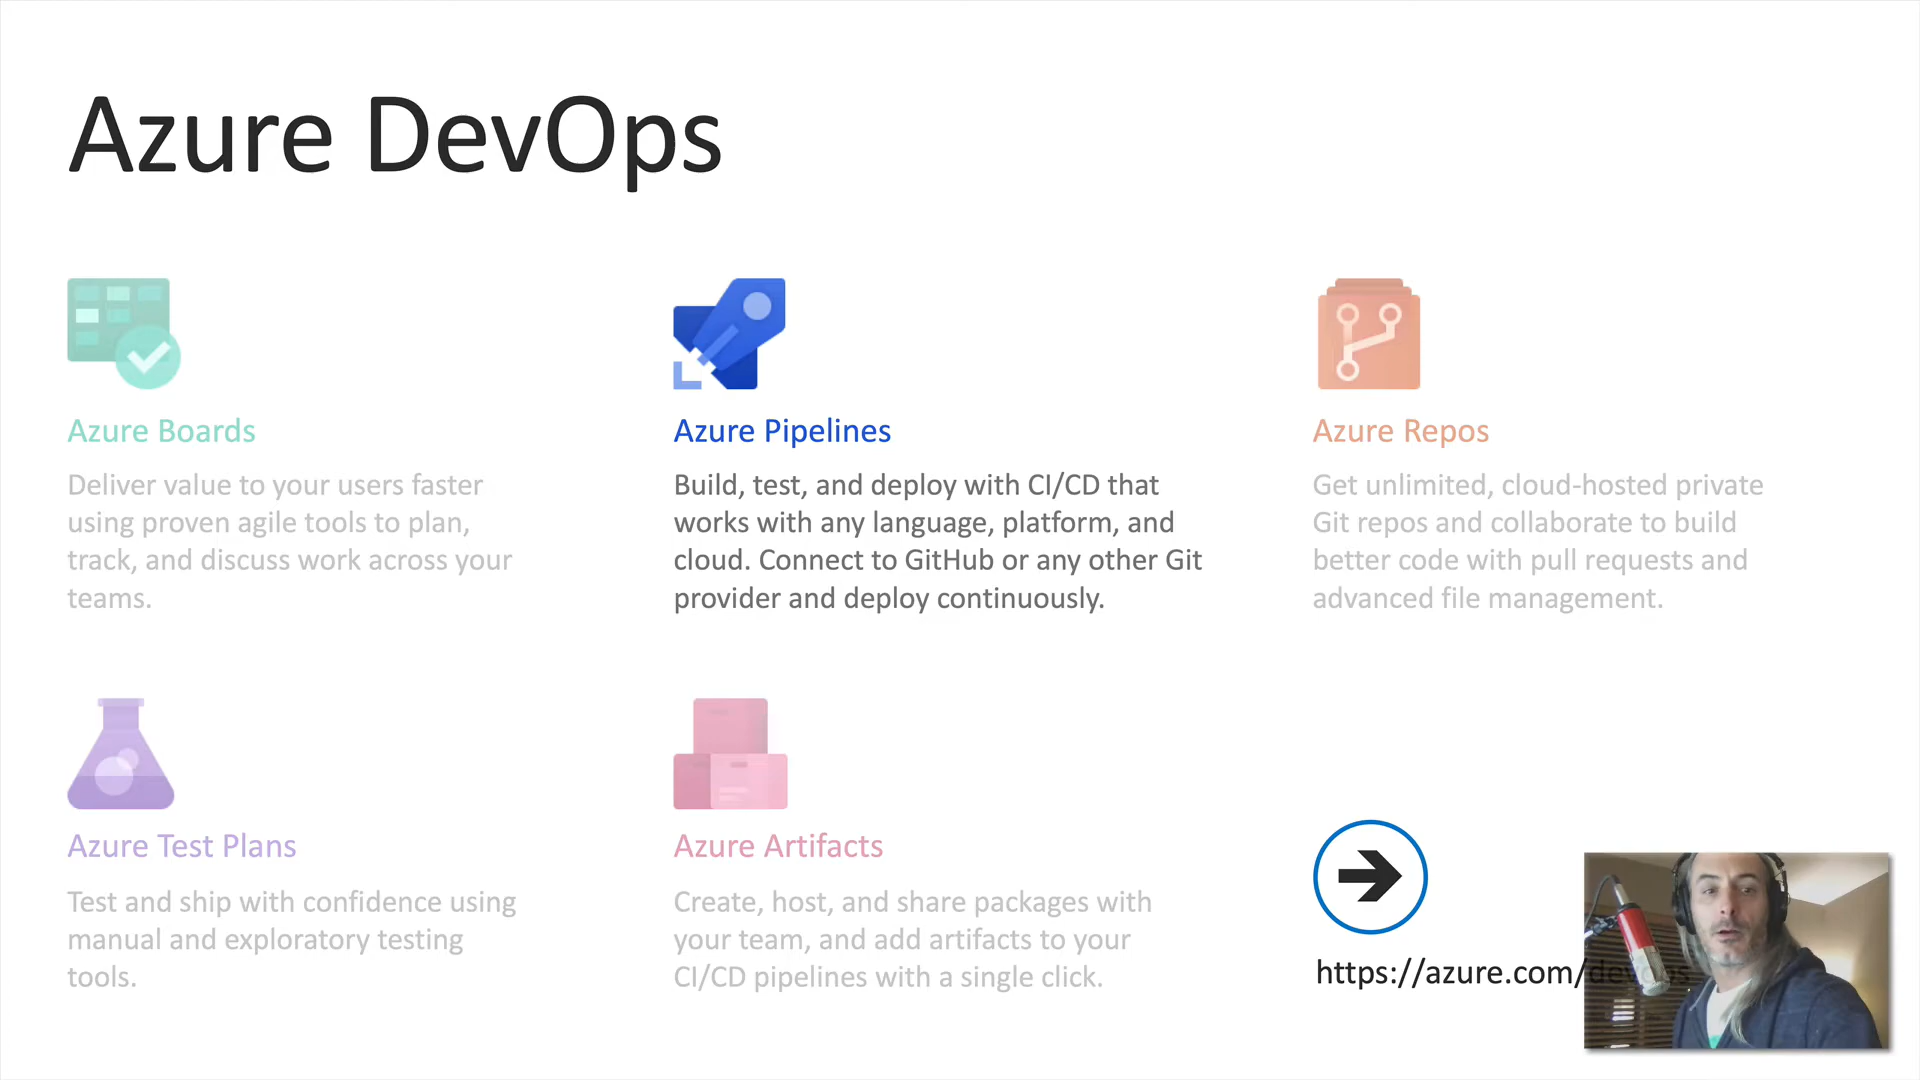 Azure DevOps
Azure Boards
Deliver value to your users faster
using proven agile tools to plan,
track, and discuss work across your
teams.
Azure Pipelines
Build, test, and deploy with CI/CD that
works with any language, platform, and
cloud. Connect to GitHub or any other Git
provider and deploy continuously.
Azure Repos
Get unlimited, cloud-hosted private
Git repos and collaborate to build
better code with pull requests and
advanced file management.
Azure Test Plans
Test and ship with confidence using
manual and exploratory testing
tools.
Azure Artifacts
Create, host, and share packages with
your team, and add artifacts to your
CI/CD pipelines with a single click.
https://azure.com/devops